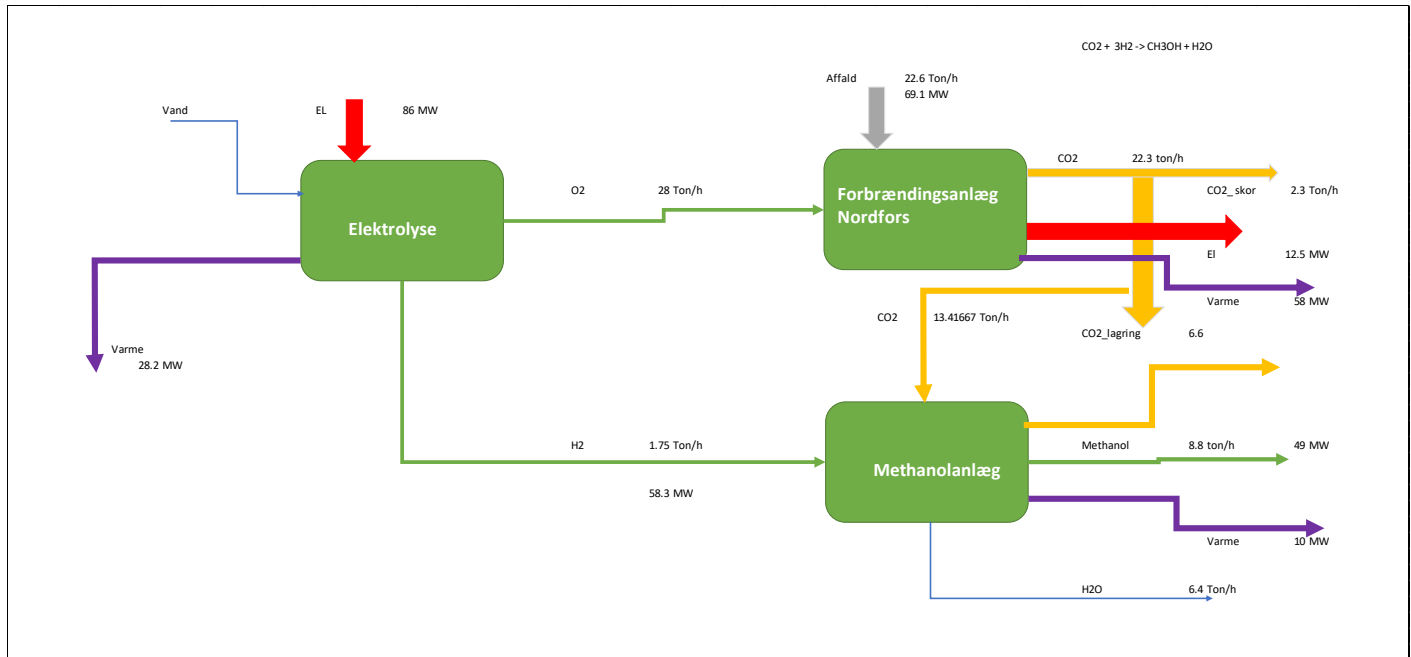 CO2 + 3H2 -> CH3OH + H2O
Affald 22.6 Ton/h
69.1 MW
Vand EL 86 MW
CO2 22.3 ton/h
O2 28 Ton/h
CO2_ skor 2.3 Ton/h
Forbrændingsanlæg
Nordfors
Elektrolyse
El 12.5 MW
Varme 58 MW
CO2 13.41667 Ton/h
CO2_lagring 6.6
Varme
28.2 MW
H2 1.75 Ton/h
Methanol 8.8 ton/h 49 MW
Methanolanlæg
58.3 MW
Varme 10 MW
H2O 6.4 Ton/h